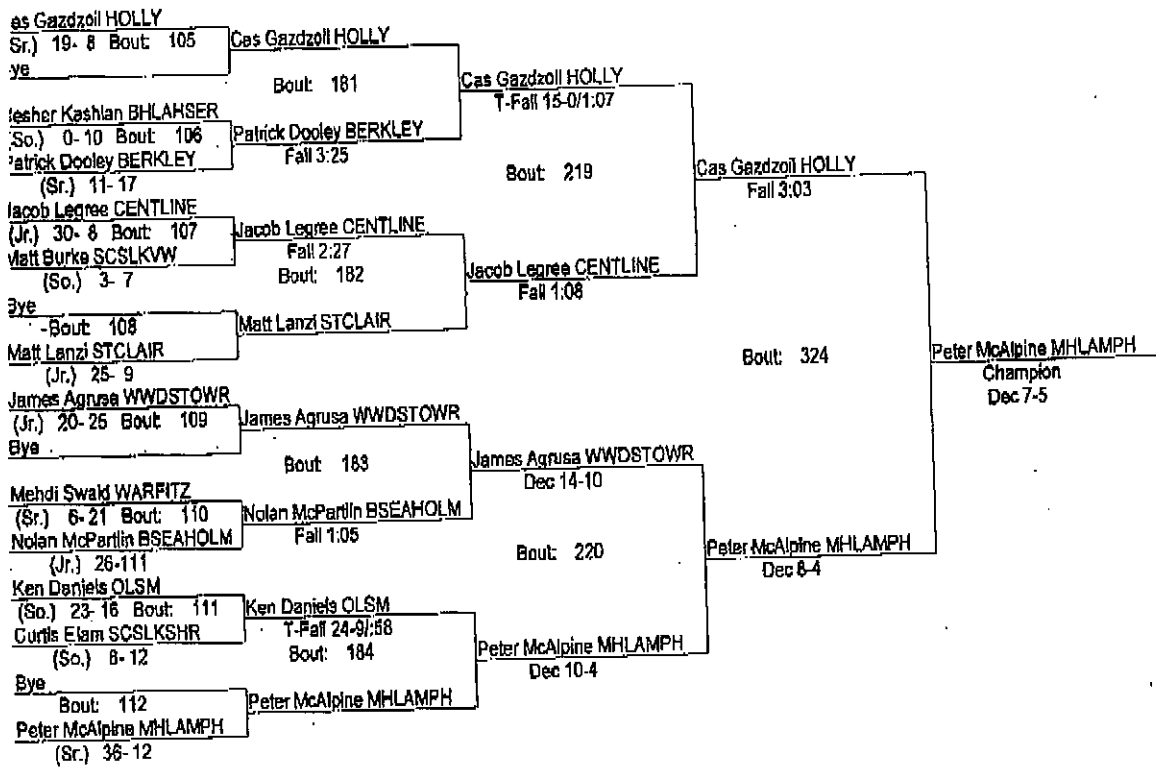 es Gazdzoil HOLLY
Sr.) 19- 8 Bout: 105
ye
esher Kashlan BHLAHSER
(So.) 0-10 Bout: 106
atrick Dooley BERKLEY
(Sr.) 11-17
Jacob Legree CENTLINE
(Jr.) 30- 8 Bout: 107
Matt Burke SCSLKVW
(So.) 3- 7
Bye
-Bout: 108
Matt Lanzi STCLAIR
(Jr.) 25- 9
James Agrusa WWDSTOWR
(Jr.) 20-25 Bout: 109
Bye
Mehdi Swaid WARFITZ
(Sr.) 6-21 Bout: 110
Nolan McPartlin BSEAHOLM
(Jr.) 26-111
Ken Daniels OLSM
(So.) 23-16 Bout: 111
Curtis Elam SCSLKSHR
(So.) 8-12
Bye
Bout: 112
Peter McAlpine MHLAMPH
(Sr.) 36-12
Cas Gazdzoil HOLLY
Bout: 181
Patrick Dooley BERKLEY
Fall 3:25
Jacob Legree CENTLINE
Fall 2:27
Bout: 182
Matt Lanzi STCLAIR
James Agrusa WWDSTOWR
Bout: 183
Nolan McPartlin BSEAHOLM
Fall 1:05
Ken Daniels OLSM
T-Fall 24-9/:58
Bout: 184
Peter McAlpine MHLAMPH
Cas Gazdzoil HOLLY
T-Fall 15-0/1:07
Bout: 219
Jacob Legree CENTLINE
Fall 1:08
James Agrusa WWDSTOWR
Dec 14-10
Bout: 220
Peter McAlpine MHLAMPH
Dec 10-4
Cas Gazdzoil HOLLY
Fall 3:03
Bout: 324
Peter McAlpine MHLAMPH
Dec 8-4
Peter McAlpine MHLAMPH
Champion
Dec 7-5